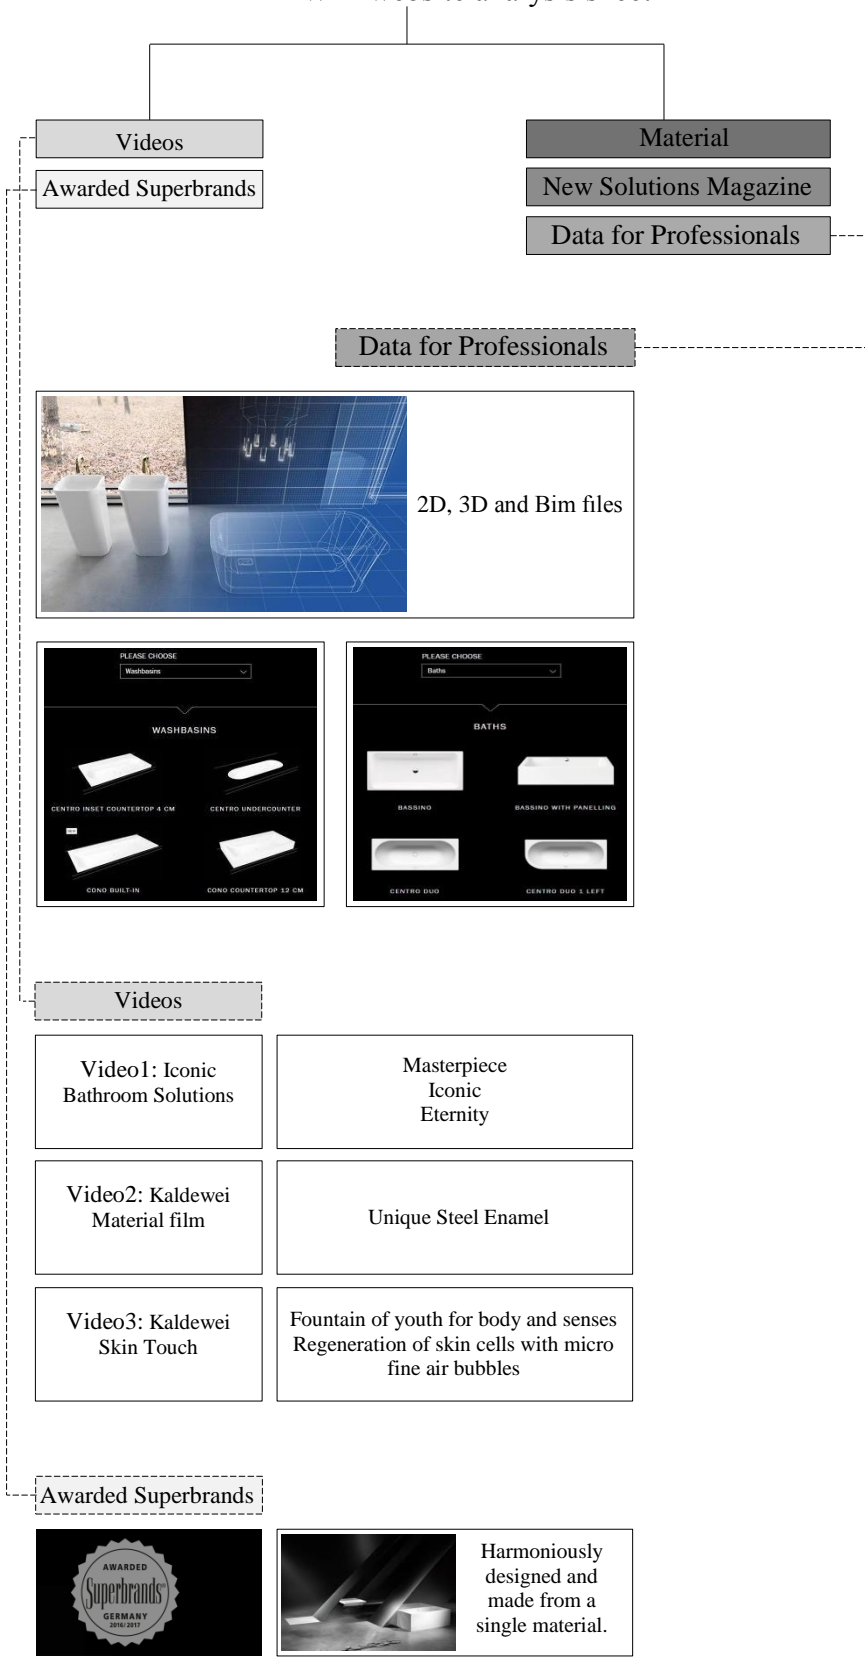 website analysis sheet
Videos
Awarded Superbrands
Material
New Solutions Magazine
Data for Professionals
Data for Professionals
2D, 3D and Bim files
PLEASE CHOOSE
Washbasins
WASHBASINS
CENTRO INSET COUNTERTOP 4 CM
CENTRO UNDERCOUNTER
CONO BUILT-IN
CONO COUNTERTOP 12 CM
PLEASE CHOOSE
Baths
BATHS
BASSINO
BASSINO WITH PANELLING
CENTRO DUO
CENTRO DUO 1 LEFT
Videos
Video1: Iconic
Bathroom Solutions
Masterpiece
Iconic
Eternity
Video2: Kaldewei
Material film
Unique Steel Enamel
Video3: Kaldewei
Skin Touch
Fountain of youth for body and senses
Regeneration of skin cells with micro
fine air bubbles
Awarded Superbrands
AWARDED
Superbrands
GERMANY
2016/2017
Harmoniously
designed and
made from a
single material.